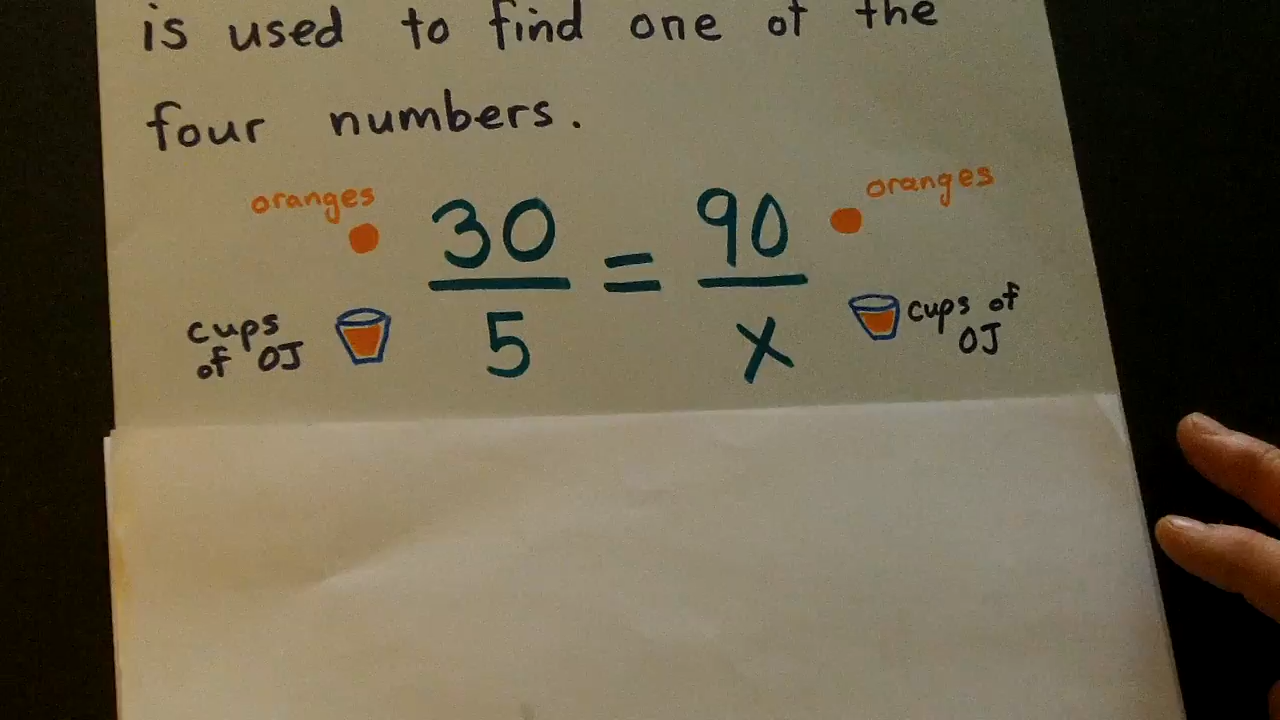 is used to find one of the
four numbers.
oranges 30 = 90 oranges
cups of OJ 5 x cups of OJ